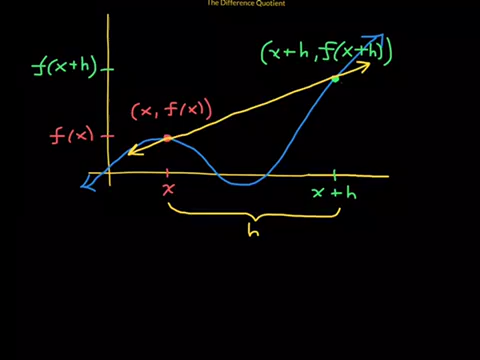 The Difference Quotient
(x+h, f(x+h))
f(x+h)
(x, f(x))
f(x)
x
x+h
h